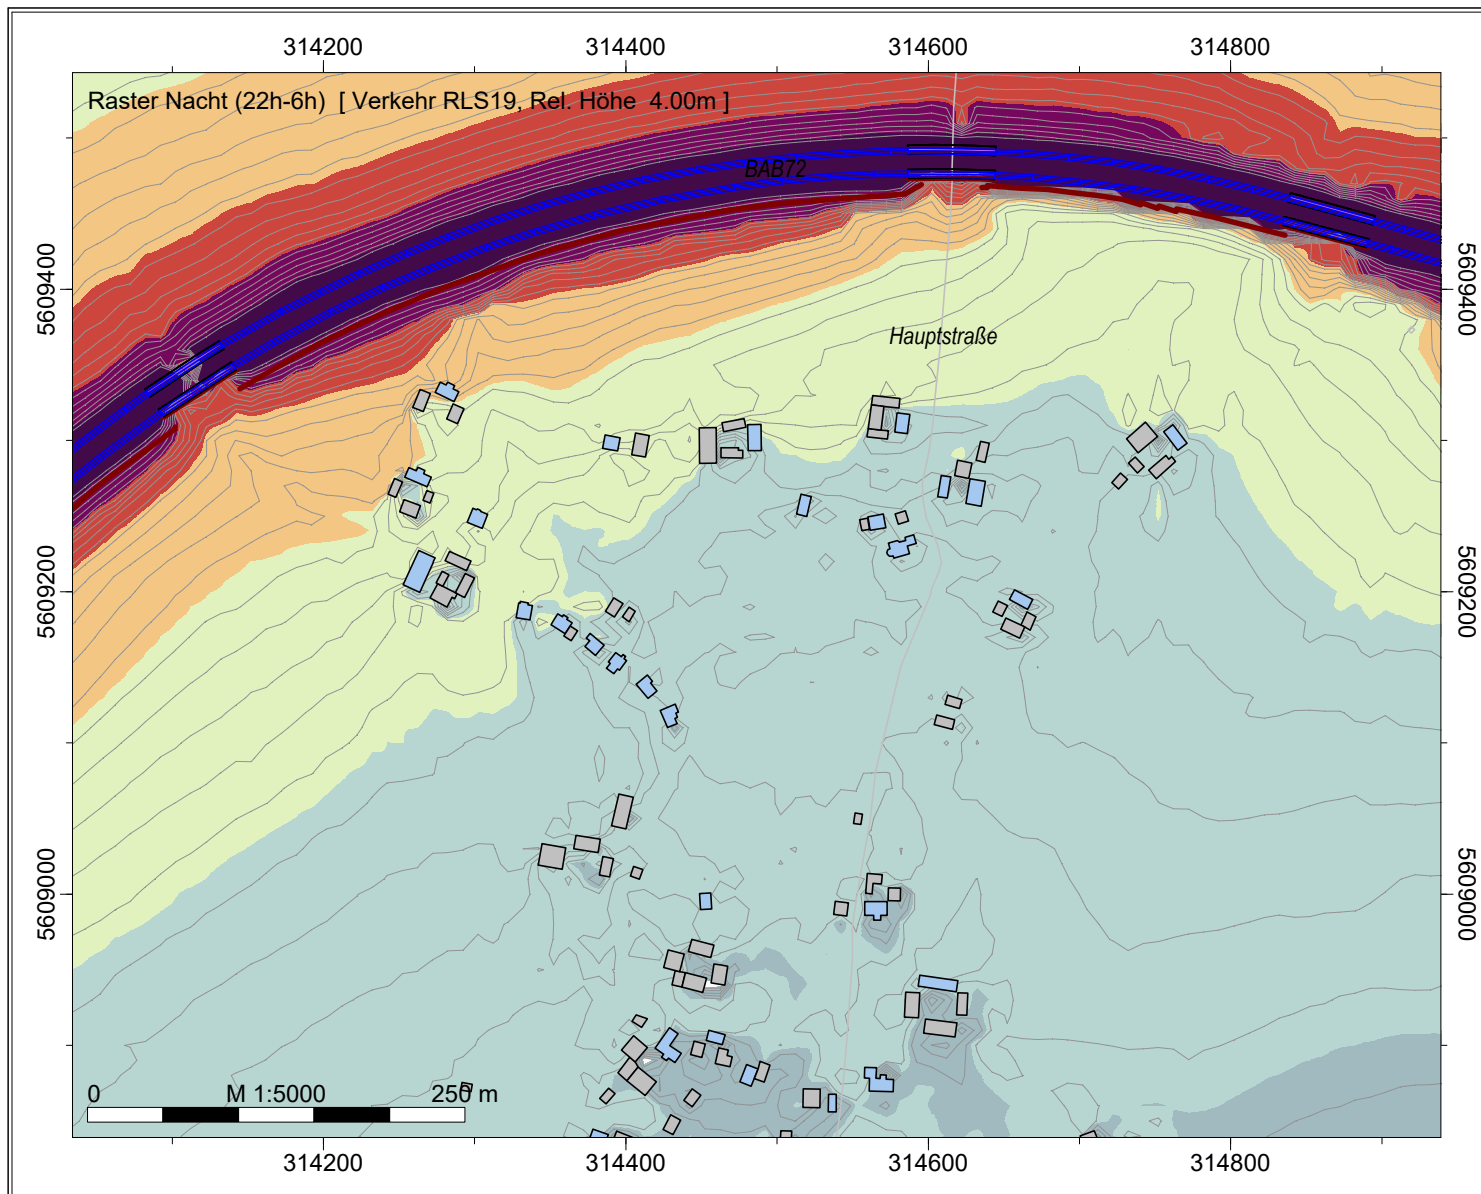 314200 314400 314600 314800
Raster Nacht (22h-6h) [ Verkehr RLS19, Rel. Höhe 4.00m ]
BAB72
5609400 5609400
Hauptstraße
5609200 5609200
5609000 5609000
0 M 1:5000 250 m
314200 314400 314600 314800